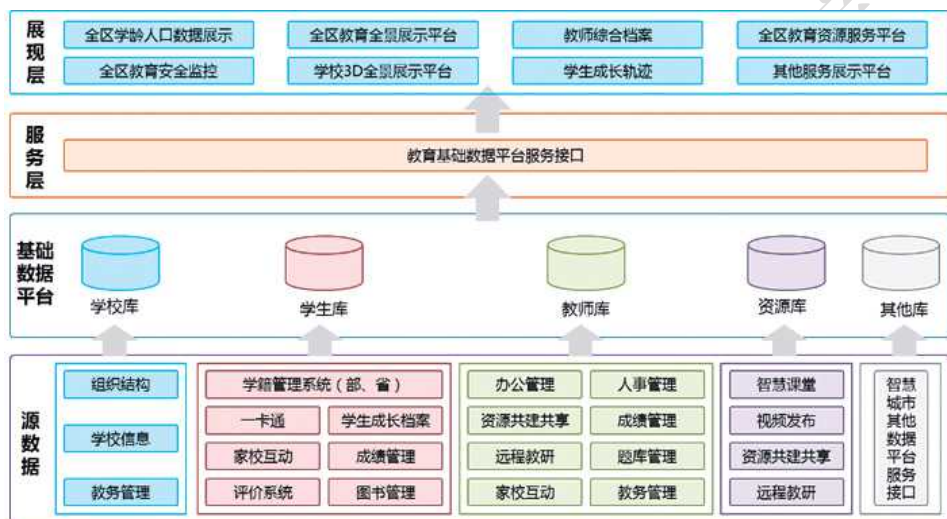 展现层
全区学龄人口数据展示
全区教育全景展示平台
教师综合档案
全区教育资源服务平台
全区教育安全监控
学校3D全景展示平台
学生成长轨迹
其他服务展示平台
服务层
教育基础数据平台服务接口
基础
数据
平台
学校库
学生库
教师库
资源库
其他库
源数据
组织结构
学校信息
教务管理
学籍管理系统（部、省）
一卡通
学生成长档案
家校互动
成绩管理
评价系统
图书管理
办公管理
人事管理
资源共建共享
成绩管理
远程教研
题库管理
家校互动
教务管理
智慧课堂
视频发布
资源共建共享
远程教研
智慧
城市
其他
数据
平台
服务
接口